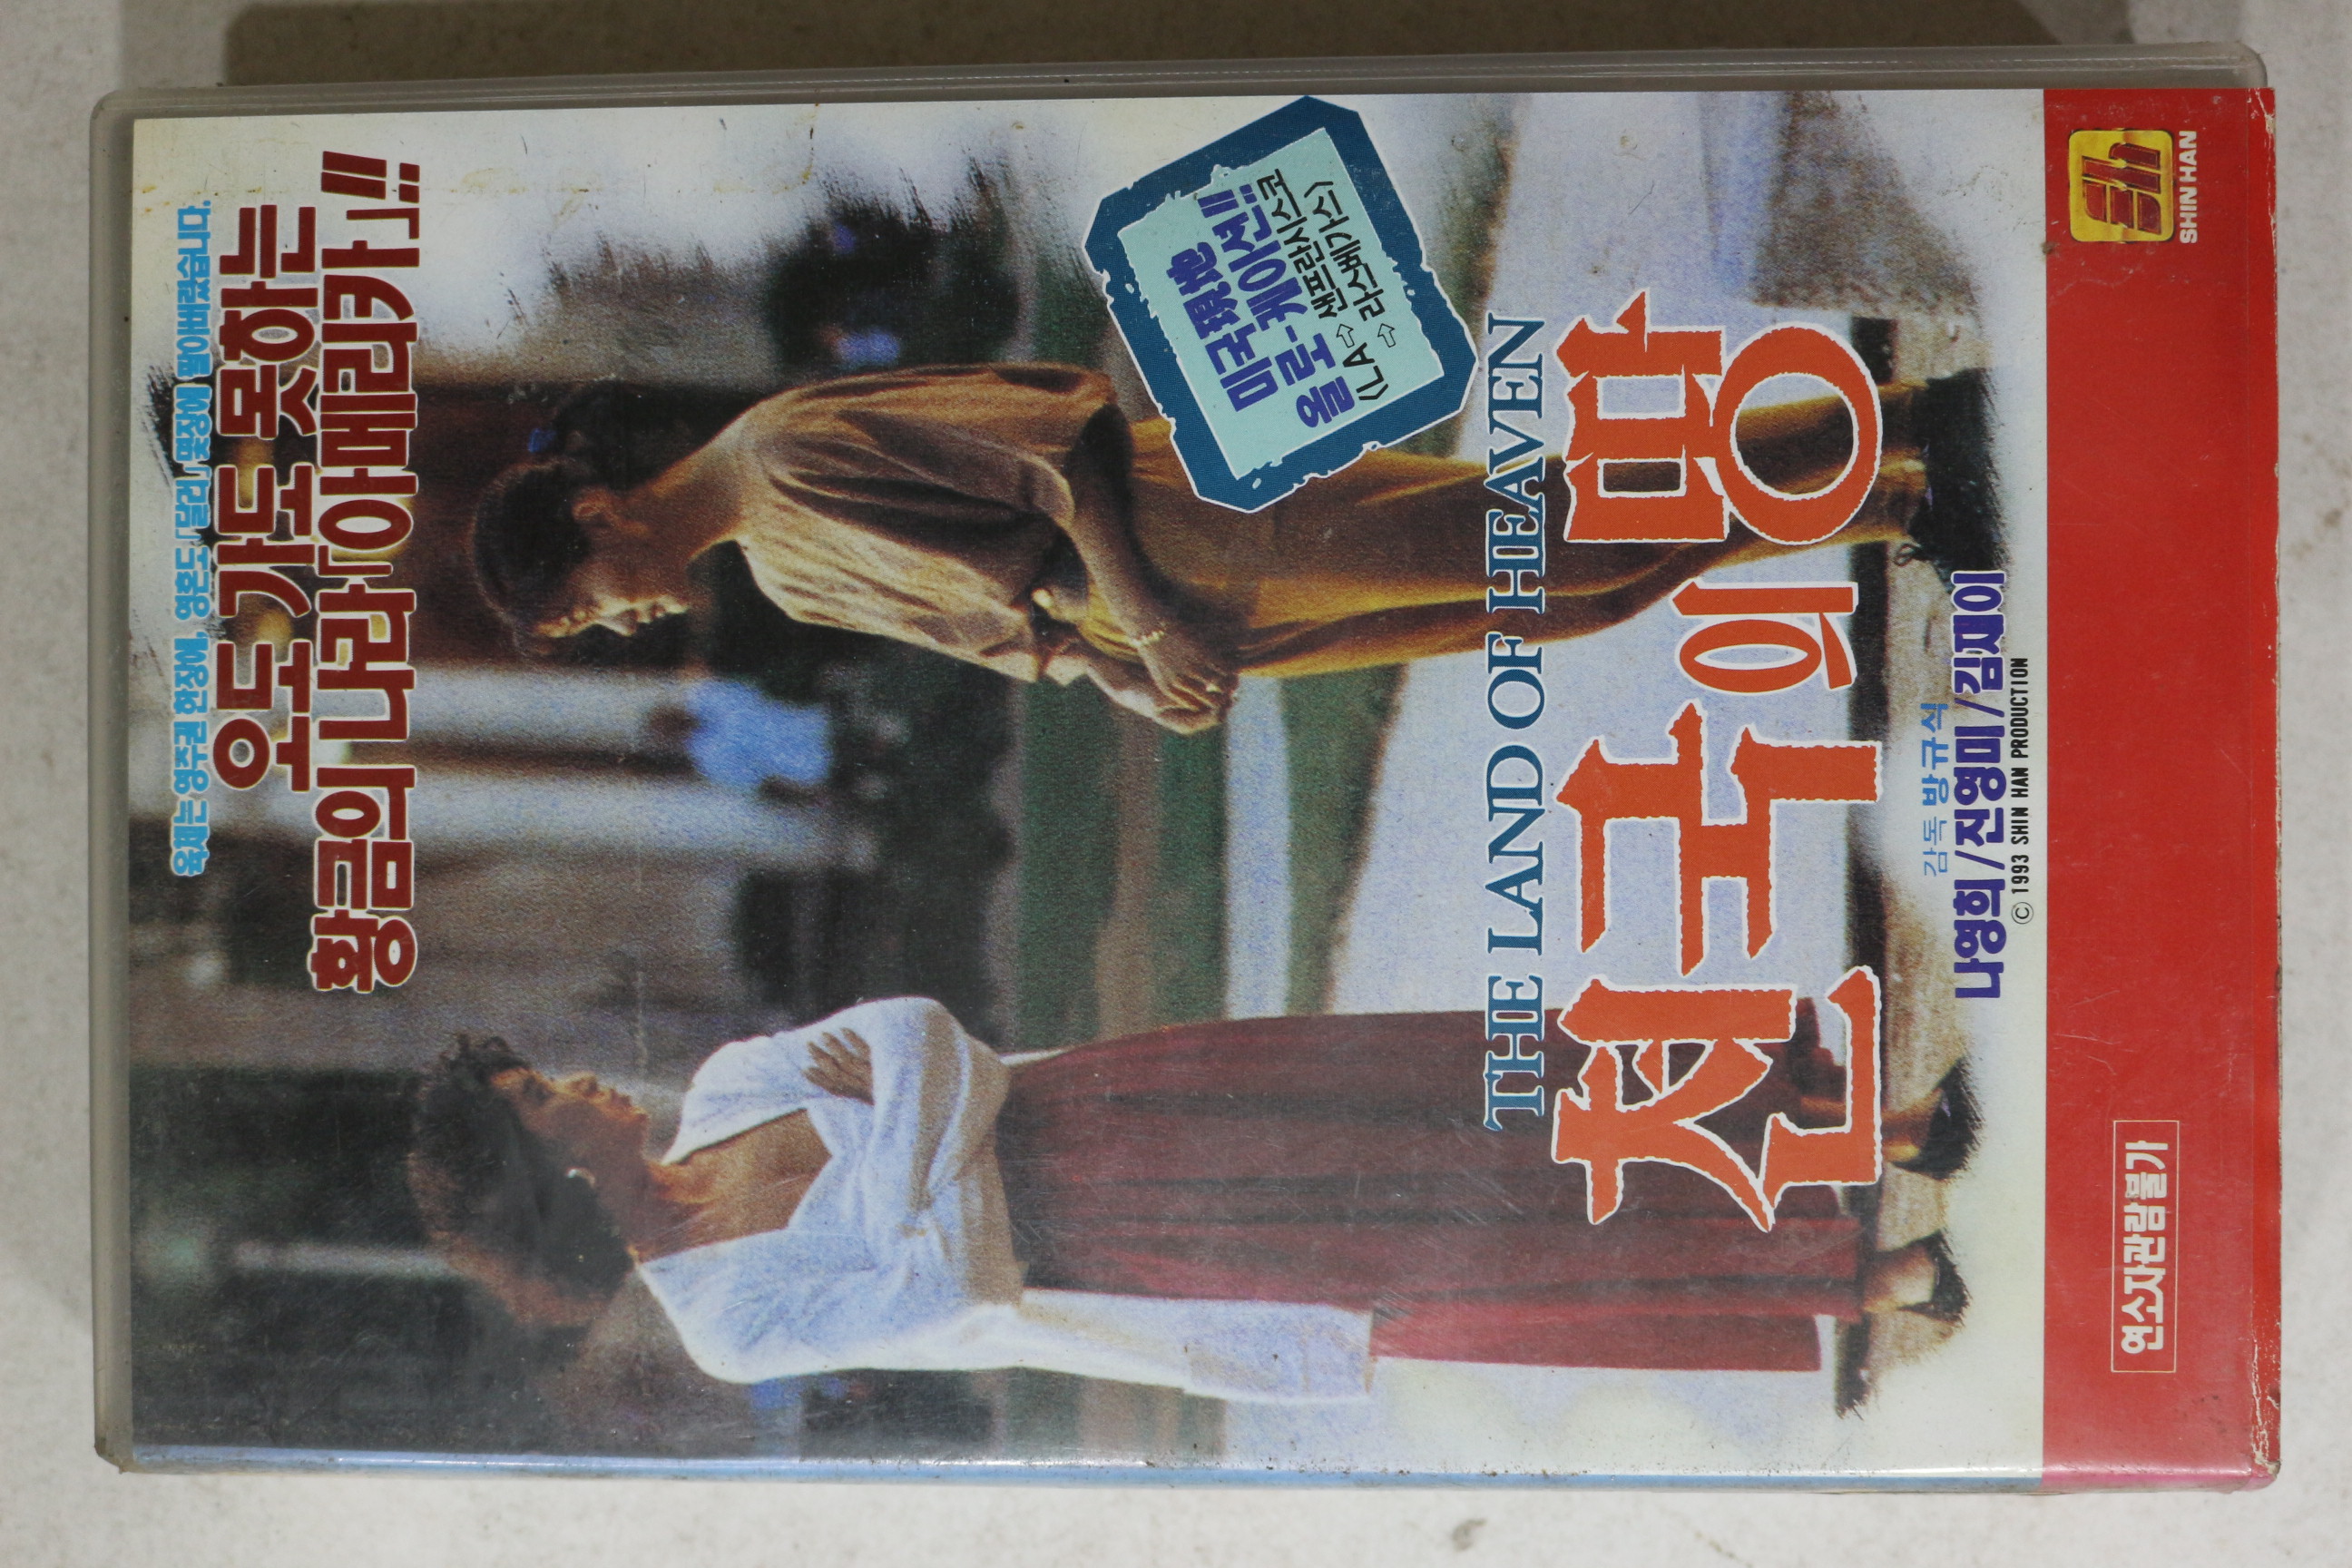 육체는 영주권 한장에, 영혼도 「달러」 몇장에 팔아버렸습니다.
오도 가도 못하는
황금의 나라 「아메리카」!!
미국現地
올 로-케이션!!
(LA ⇨ 샌프란시스코
⇨ 라스베가스)
THE LAND OF HEAVEN
천국의 땅
감독 방규식
나영희/진영미/김재이
© 1993 SHIN HAN PRODUCTION
연소자관람불가
SHIN HAN